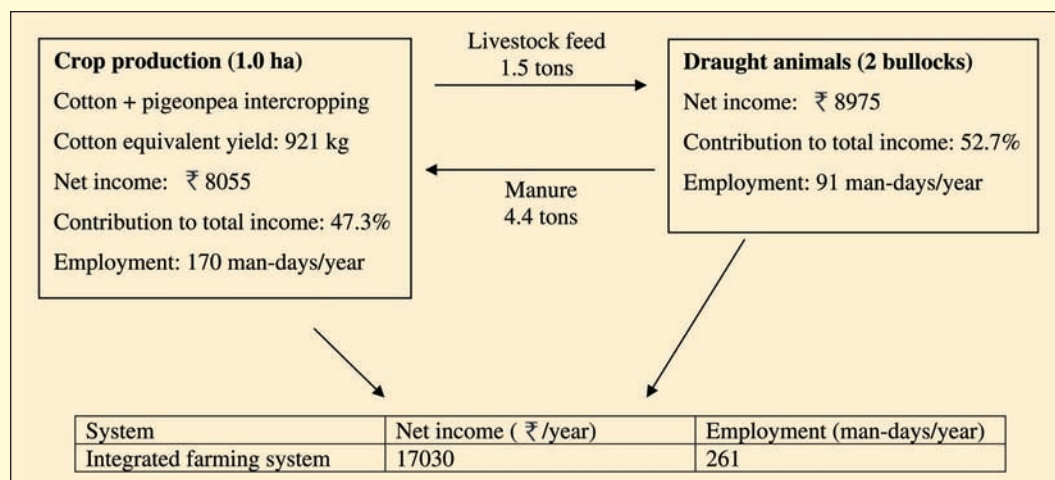 Crop production (1.0 ha)
Cotton + pigeonpea intercropping
Cotton equivalent yield: 921 kg
Net income: ₹ 8055
Contribution to total income: 47.3%
Employment: 170 man-days/year
Livestock feed
1.5 tons
Manure
4.4 tons
Draught animals (2 bullocks)
Net income: ₹ 8975
Contribution to total income: 52.7%
Employment: 91 man-days/year
System Net income ( ₹ /year) Employment (man-days/year)
Integrated farming system 17030 261